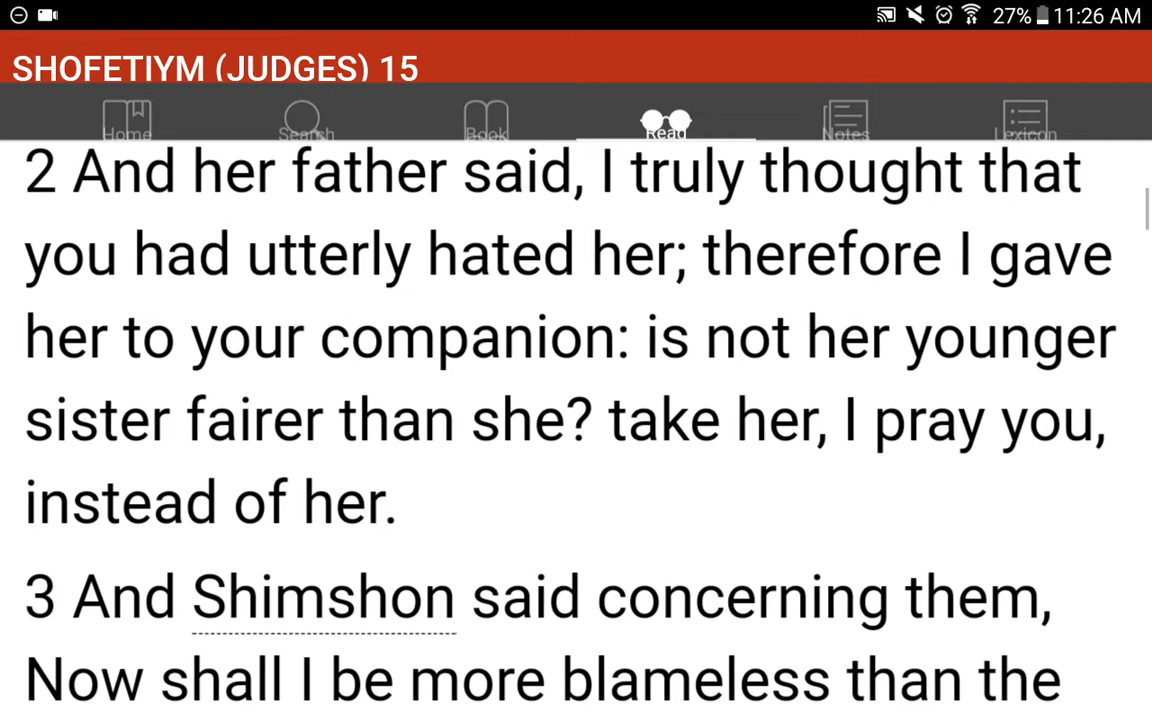 27% 11:26 AM
SHOFETIYM (JUDGES) 15
Home Search Book Read Notes Lexicon
2 And her father said, I truly thought that
you had utterly hated her; therefore I gave
her to your companion: is not her younger
sister fairer than she? take her, I pray you,
instead of her.
3 And Shimshon said concerning them,
Now shall I be more blameless than the